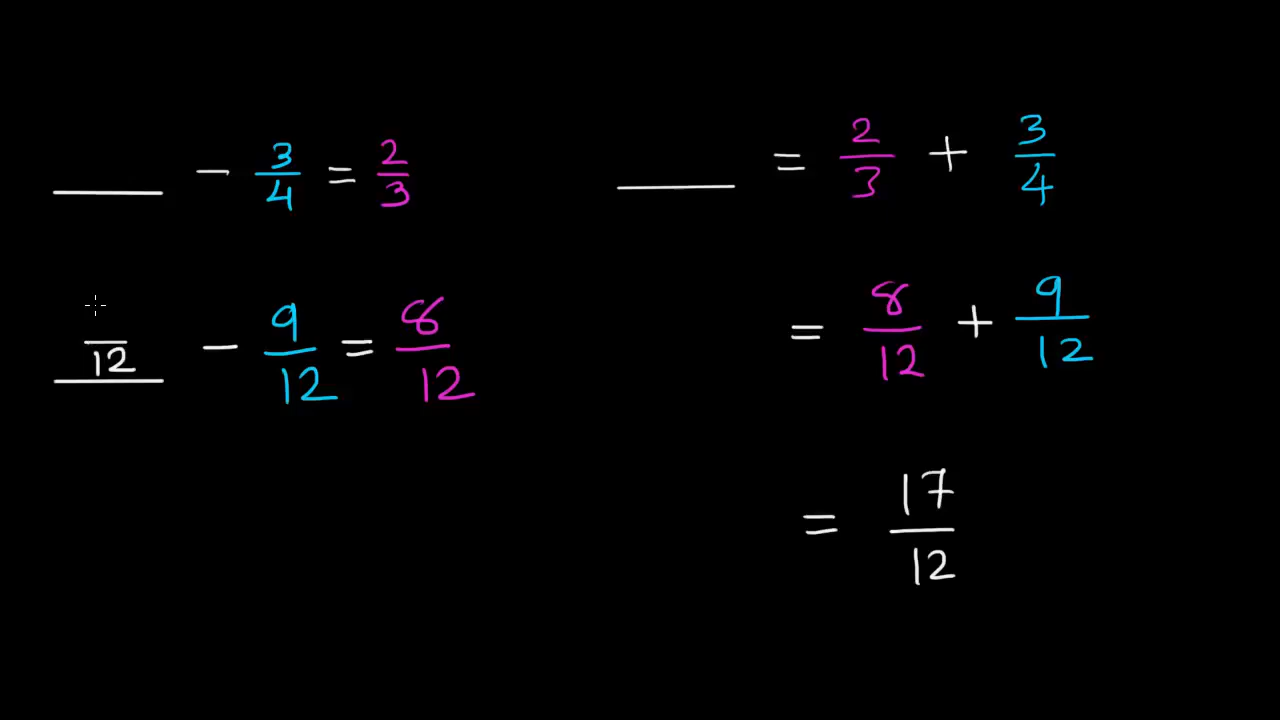 ___ - 3/4 = 2/3
___ = 2/3 + 3/4
__/12 - 9/12 = 8/12
= 8/12 + 9/12
= 17/12